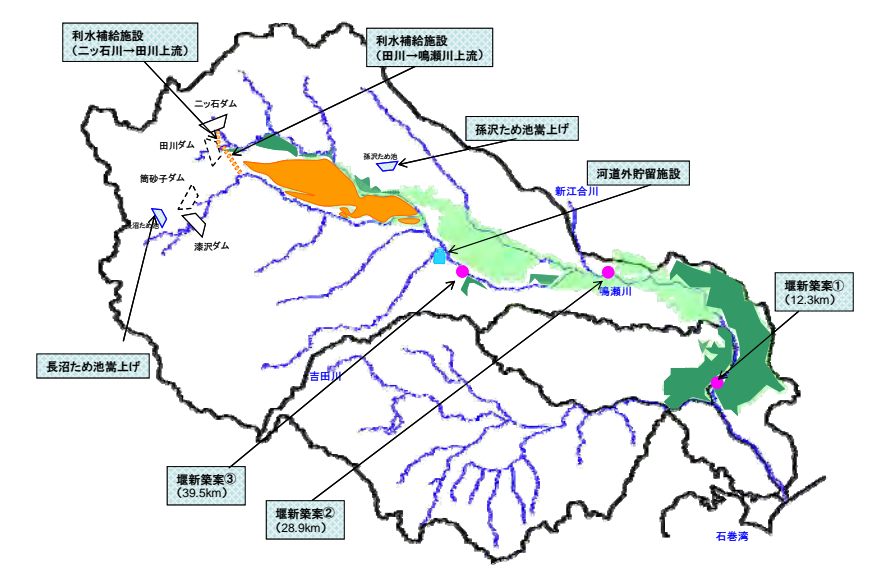 利水補給施設
（二ッ石川→田川上流）
利水補給施設
（田川→鳴瀬川上流）
二ッ石ダム
田川ダム
孫沢ため池嵩上げ
孫沢ため池
河道外貯留施設
筒砂子ダム
新江合川
長沼ため池
漆沢ダム
堰新築案①
（12.3km）
鳴瀬川
長沼ため池嵩上げ
吉田川
堰新築案③
（39.5km）
堰新築案②
（28.9km）
石巻湾